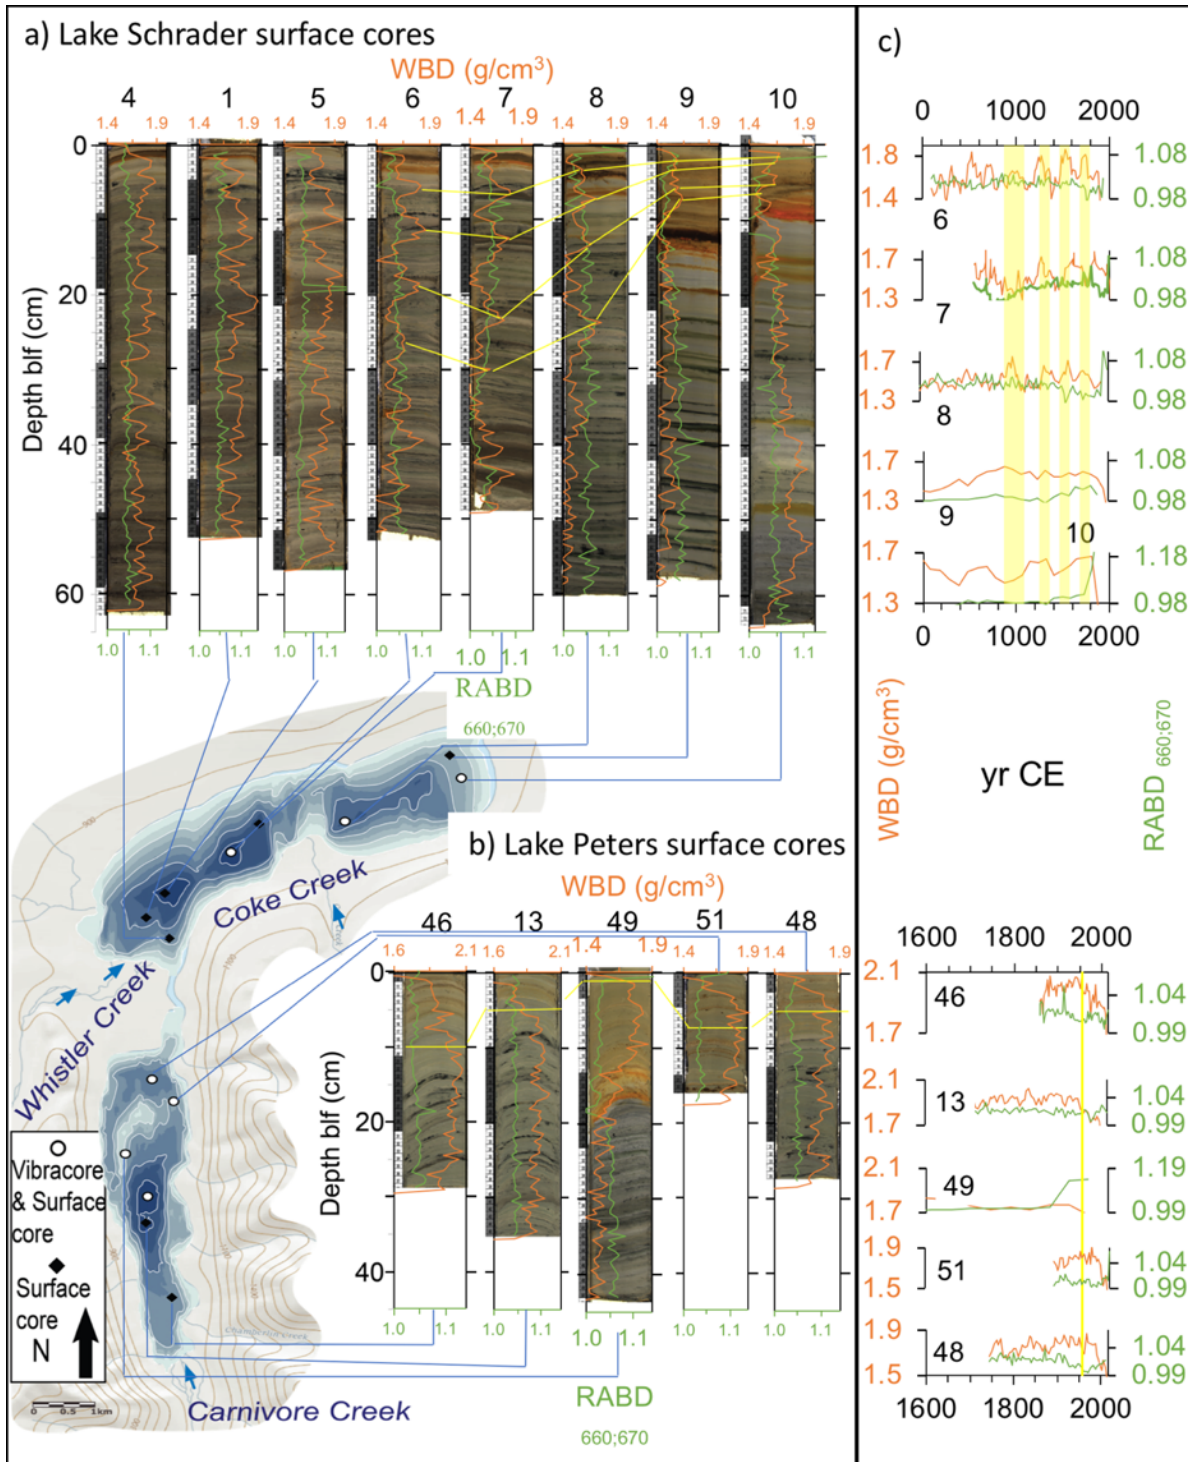 a) Lake Schrader surface cores
WBD (g/cm³)
4 1 5 6 7 8 9 10
1.4 1.9 1.4 1.9 1.4 1.9 1.4 1.9 1.4 1.9 1.4 1.9 1.4 1.9 1.4 1.9
0
20
40
60
Depth blf (cm)
1.0 1.1 1.0 1.1 1.0 1.1 1.0 1.1 1.0 1.1 1.0 1.1 1.0 1.1 1.0 1.1
RABD
660;670
Coke Creek
Whistler Creek
Carnivore Creek
Chamberlin Creek
Vibracore
& Surface
core
Surface
core
N
0 0.5 1km
b) Lake Peters surface cores
WBD (g/cm³)
46 13 49 51 48
1.6 2.1 1.6 2.1 1.4 1.9 1.4 1.9 1.4 1.9
0
20
40
Depth blf (cm)
1.0 1.1 1.0 1.1 1.0 1.1 1.0 1.1 1.0 1.1
RABD
660;670
c)
0 1000 2000
1.8 1.08
1.4 0.98
6
1.7 1.08
1.3 0.98
7
1.7 1.08
1.3 0.98
8
1.7 1.08
1.3 0.98
9 10
1.7 1.18
1.3 0.98
0 1000 2000
WBD (g/cm³)
yr CE
RABD 660;670
1600 1800 2000
2.1
46 1.04
1.7 0.99
2.1
13 1.04
1.7 0.99
2.1 1.19
49
1.7 0.99
1.9
51 1.04
1.5 0.99
1.9
48 1.04
1.5 0.99
1600 1800 2000